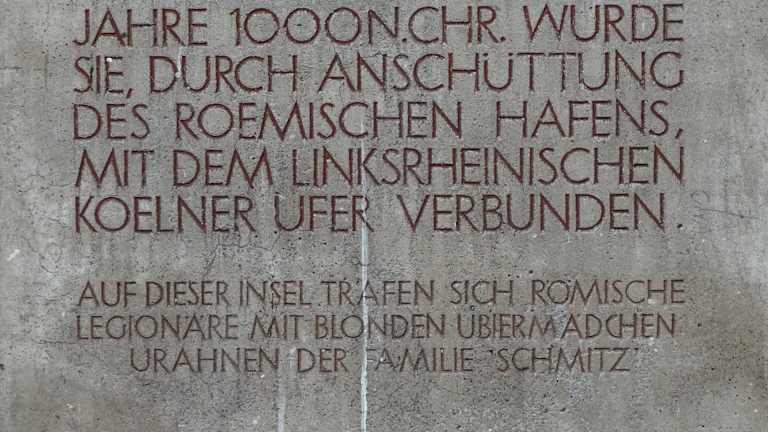 JAHRE 1000 N.CHR. WURDE
SIE, DURCH ANSCHÜTTUNG
DES ROEMISCHEN HAFENS,
MIT DEM LINKSRHEINISCHEN
KOELNER UFER VERBUNDEN.
AUF DIESER INSEL TRAFEN SICH RÖMISCHE
LEGIONÄRE MIT BLONDEN UBIERMÄDCHEN
URAHNEN DER FAMILIE "SCHMITZ"